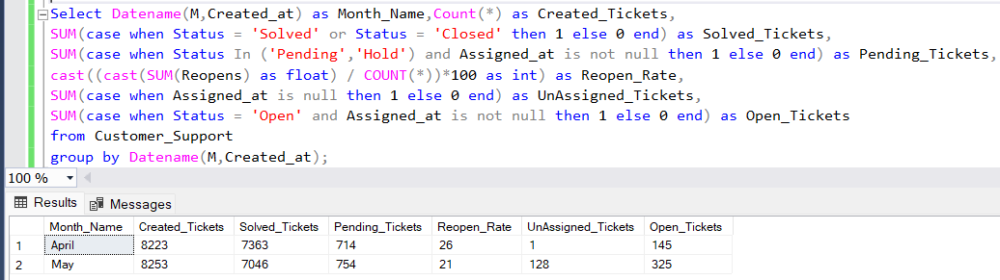 Select Datename(M,Created_at) as Month_Name,Count(*) as Created_Tickets,
SUM(case when Status = 'Solved' or Status = 'Closed' then 1 else 0 end) as Solved_Tickets,
SUM(case when Status In ('Pending','Hold') and Assigned_at is not null then 1 else 0 end) as Pending_Tickets,
cast((cast(SUM(Reopens) as float) / COUNT(*))*100 as int) as Reopen_Rate,
SUM(case when Assigned_at is null then 1 else 0 end) as UnAssigned_Tickets,
SUM(case when Status = 'Open' and Assigned_at is not null then 1 else 0 end) as Open_Tickets
from Customer_Support
group by Datename(M,Created_at);
100 %
Results Messages
Month_Name Created_Tickets Solved_Tickets Pending_Tickets Reopen_Rate UnAssigned_Tickets Open_Tickets
1 April 8223 7363 714 26 1 145
2 May 8253 7046 754 21 128 325